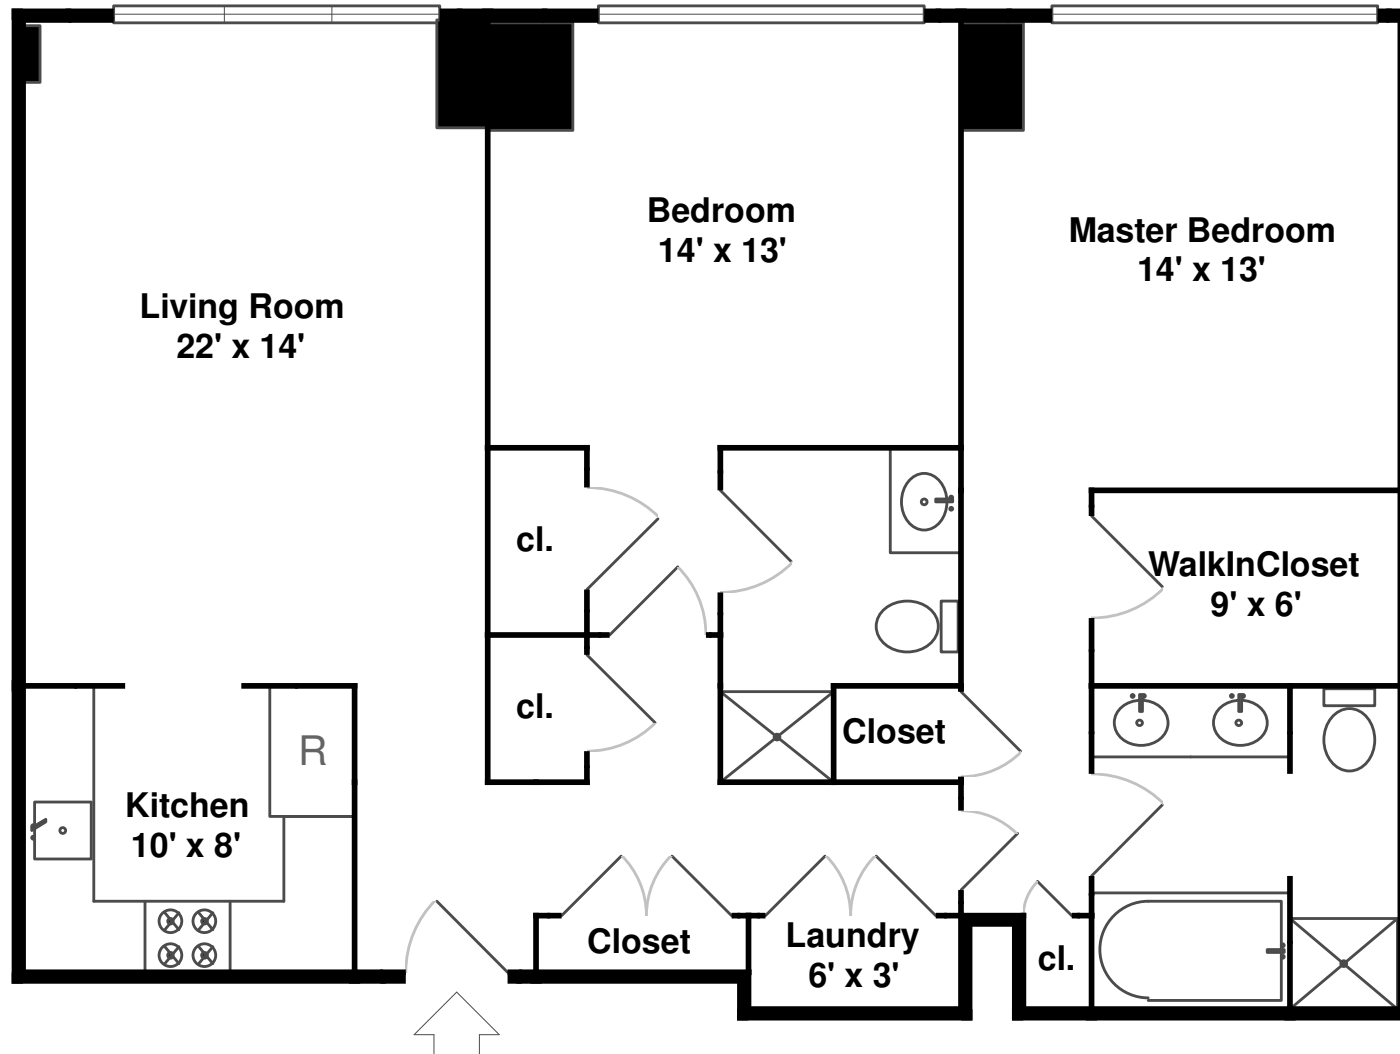 Bedroom
14' x 13'
Master Bedroom
14' x 13'
Living Room
22' x 14'
cl.
WalkInCloset
9' x 6'
cl.
Closet
R
Kitchen
10' x 8'
Closet
Laundry
6' x 3'
cl.